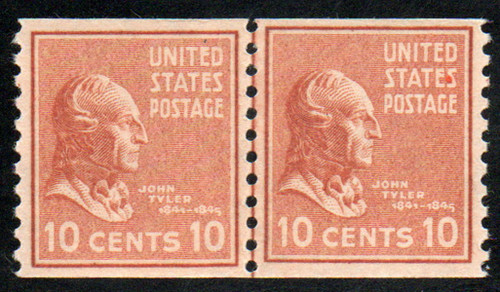 UNITED
STATES
POSTAGE
JOHN
TYLER
1841-1845
10 CENTS 10
UNITED
STATES
POSTAGE
JOHN
TYLER
1841-1845
10 CENTS 10